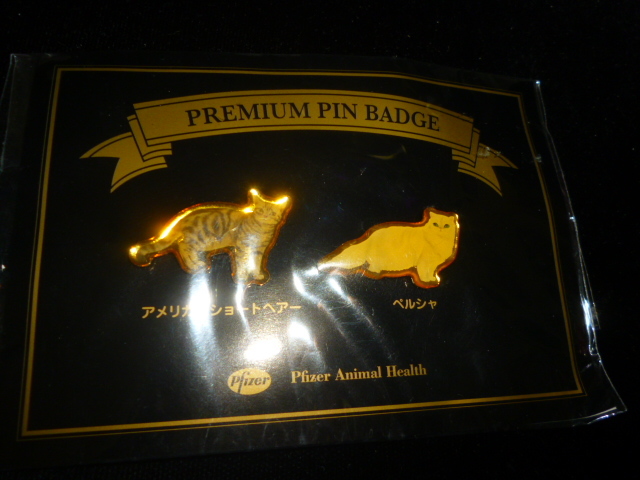 PREMIUM PIN BADGE
アメリカンショートヘアー
ペルシャ
Pfizer Pfizer Animal Health